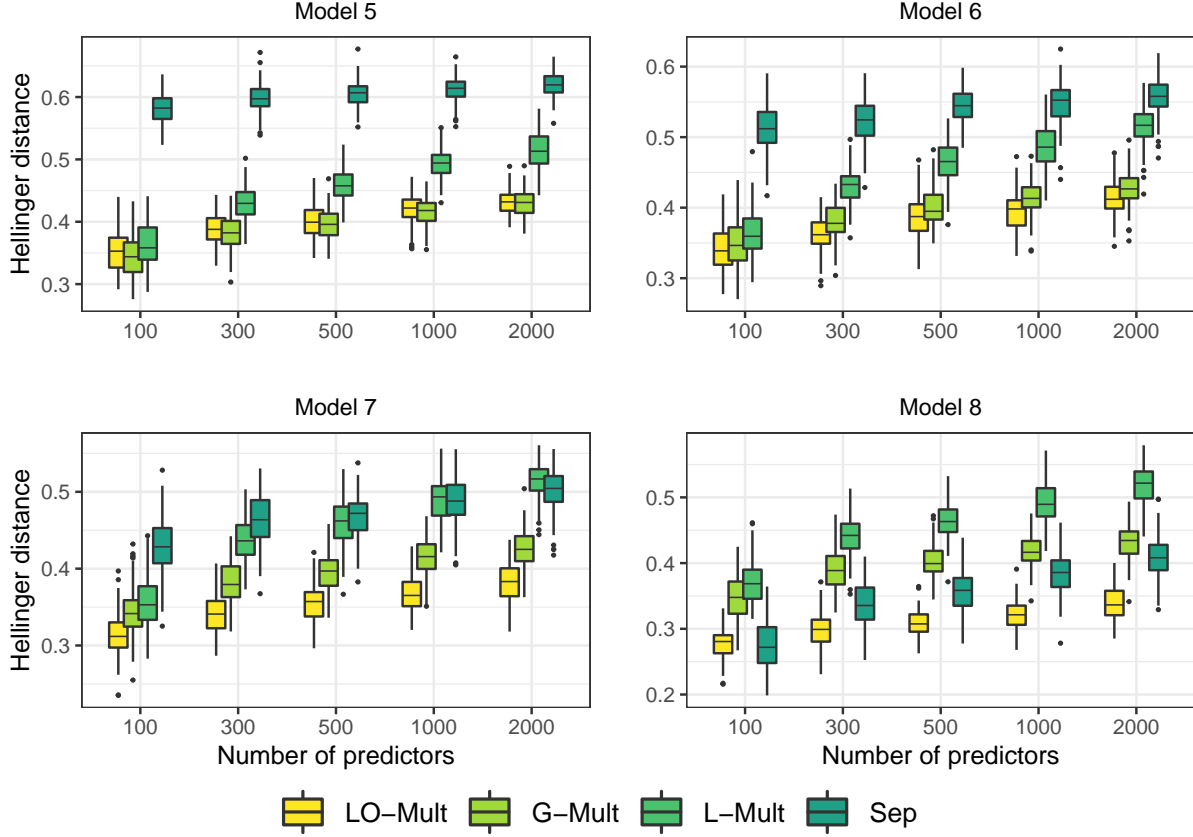 Model 5
Model 6
Hellinger distance
0.6
0.5
0.4
0.3
100 300 500 1000 2000
0.6
0.5
0.4
0.3
100 300 500 1000 2000
Model 7
Model 8
Hellinger distance
0.5
0.4
0.3
100 300 500 1000 2000
Number of predictors
0.5
0.4
0.3
0.2
100 300 500 1000 2000
Number of predictors
LO−Mult G−Mult L−Mult Sep